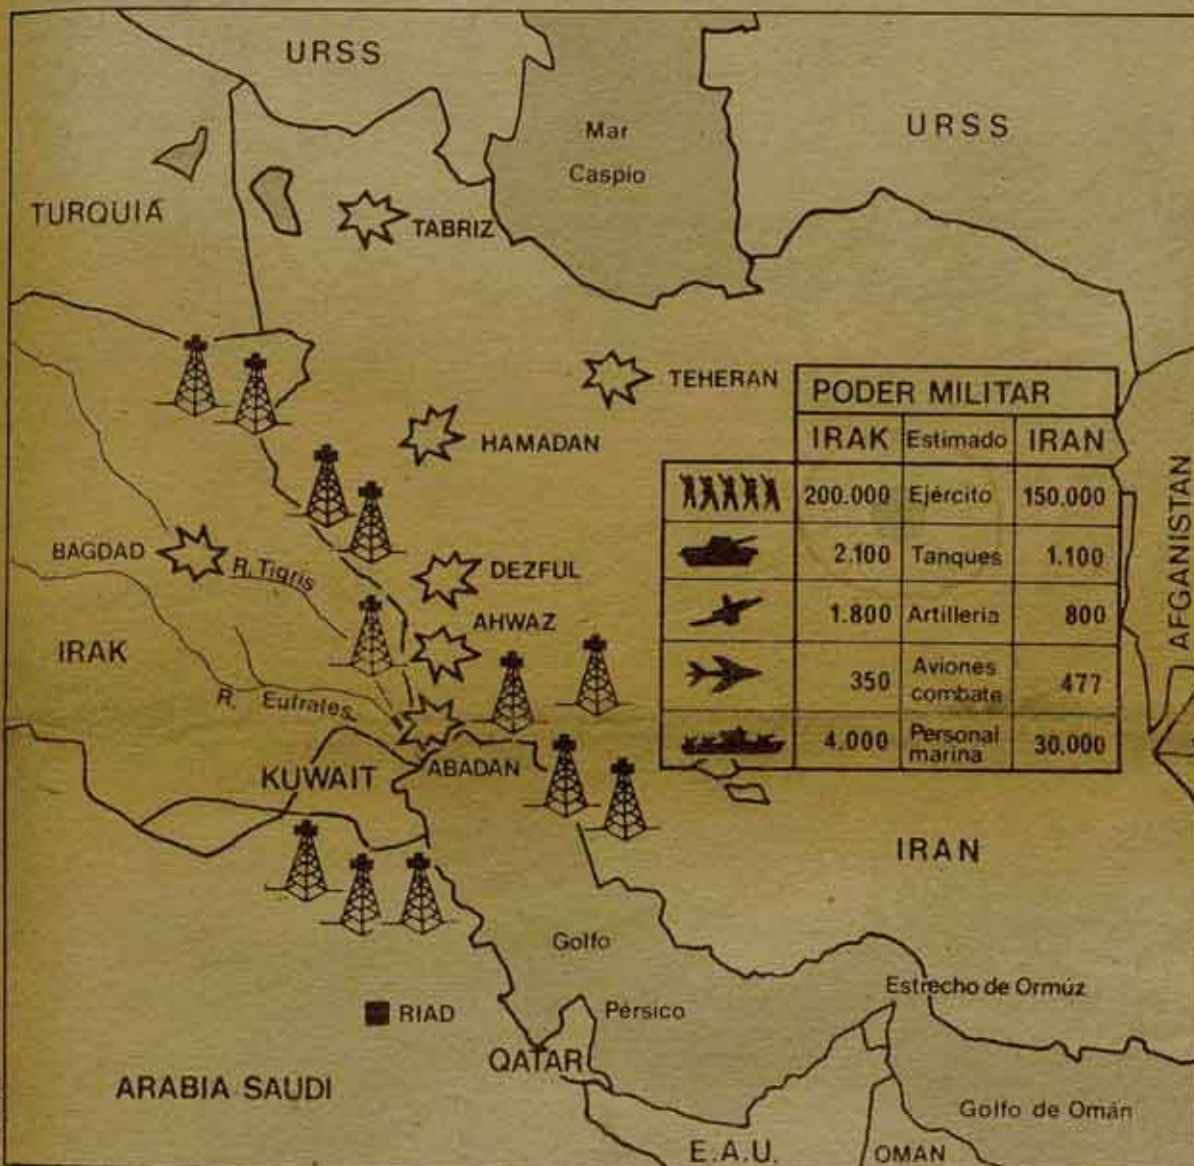 URSS
Mar
Caspio
URSS
TURQUIA
TABRIZ
TEHERAN
HAMADAN
BAGDAD
R. Tigris
DEZFUL
AHWAZ
IRAK
R. Eufrates
ABADAN
KUWAIT
PODER MILITAR
IRAK Estimado IRAN
200.000 Ejército 150.000
2.100 Tanques 1.100
1.800 Artilleria 800
350 Aviones combate 477
4.000 Personal marina 30.000
AFGANISTAN
IRAN
Golfo
Pérsico
Estrecho de Ormúz
RIAD
QATAR
ARABIA SAUDI
Golfo de Omán
E.A.U.
OMAN